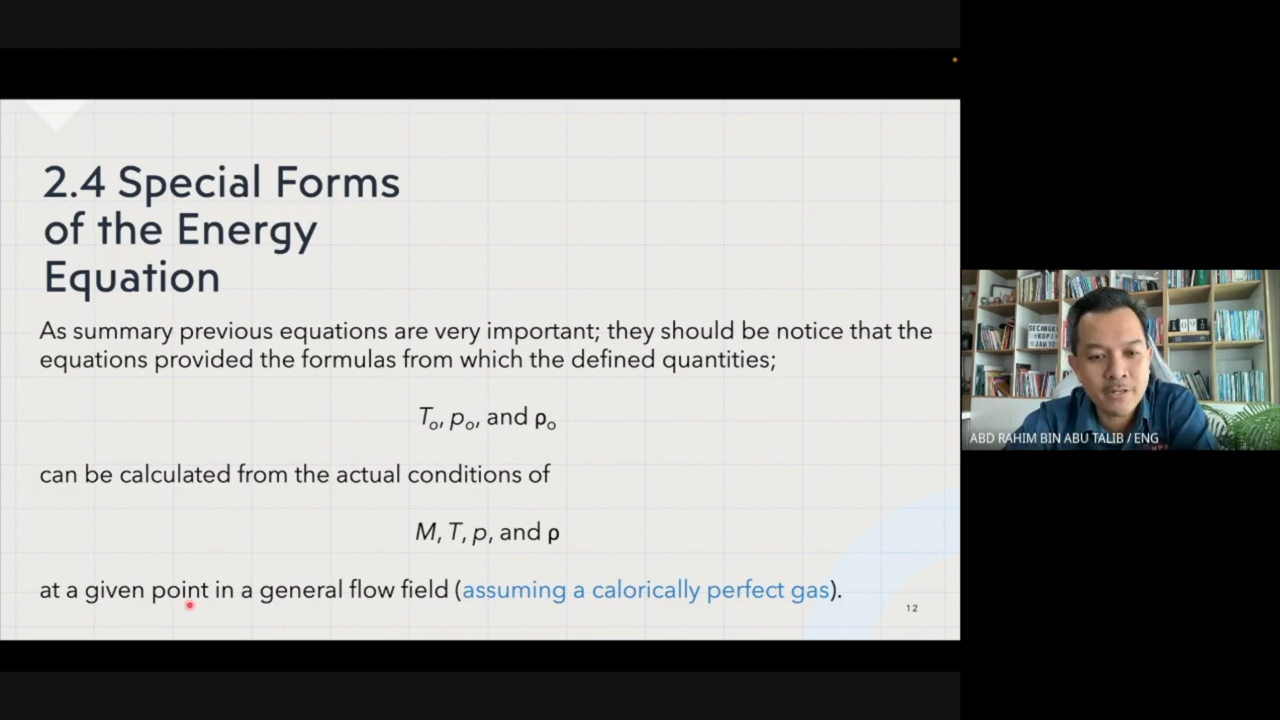 2.4 Special Forms
of the Energy
Equation
As summary previous equations are very important; they should be notice that the
equations provided the formulas from which the defined quantities;
Tₒ, pₒ, and ρₒ
can be calculated from the actual conditions of
M, T, p, and ρ
at a given point in a general flow field (assuming a calorically perfect gas).
12
ABD RAHIM BIN ABU TALIB / ENG